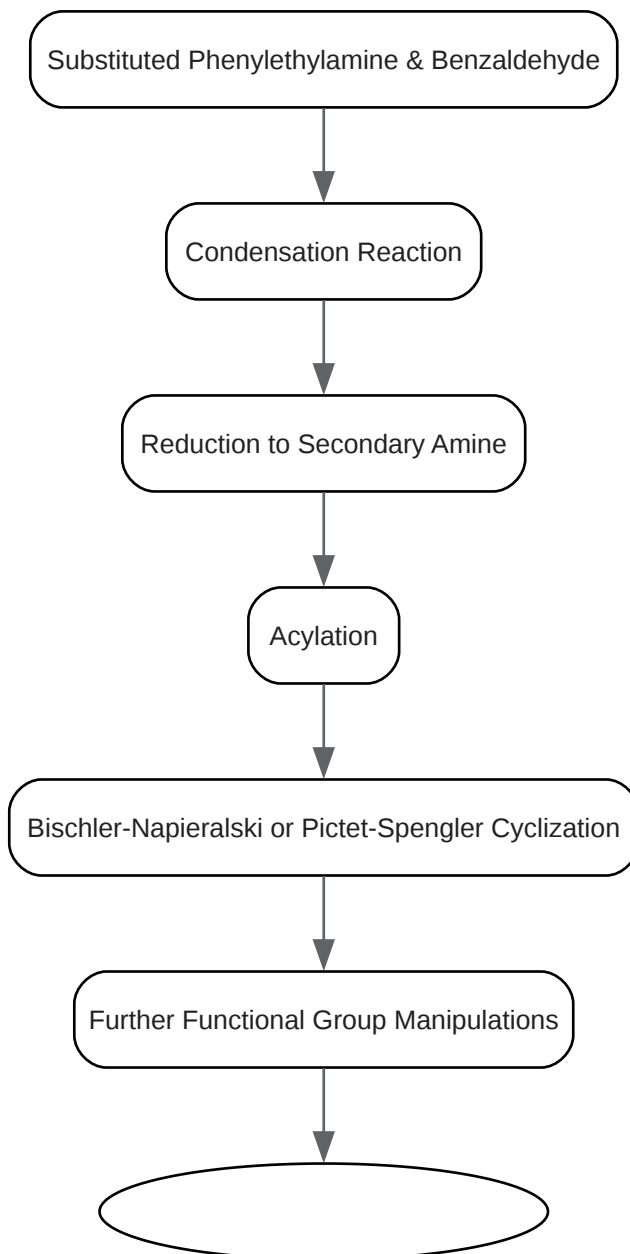 Substituted Phenylethylamine & Benzaldehyde
Condensation Reaction
Reduction to Secondary Amine
Acylation
Bischler-Napieralski or Pictet-Spengler Cyclization
Further Functional Group Manipulations